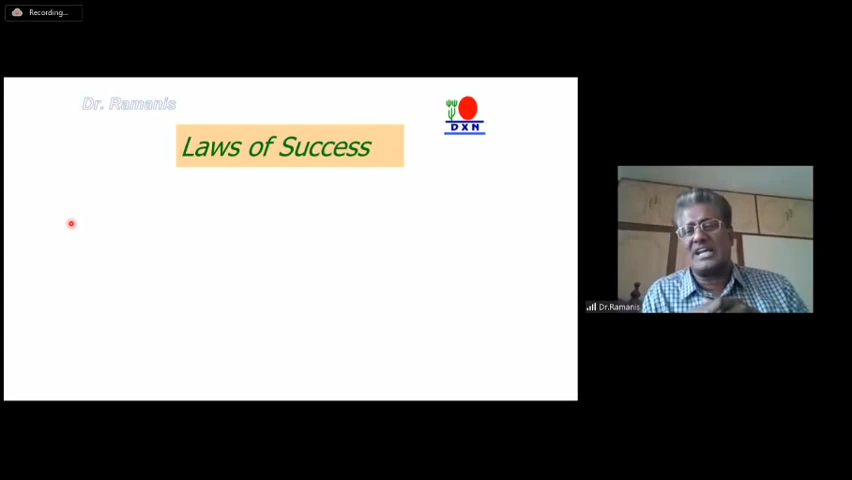 Recording...
Dr. Ramanis
DXN
Laws of Success
Dr.Ramanis